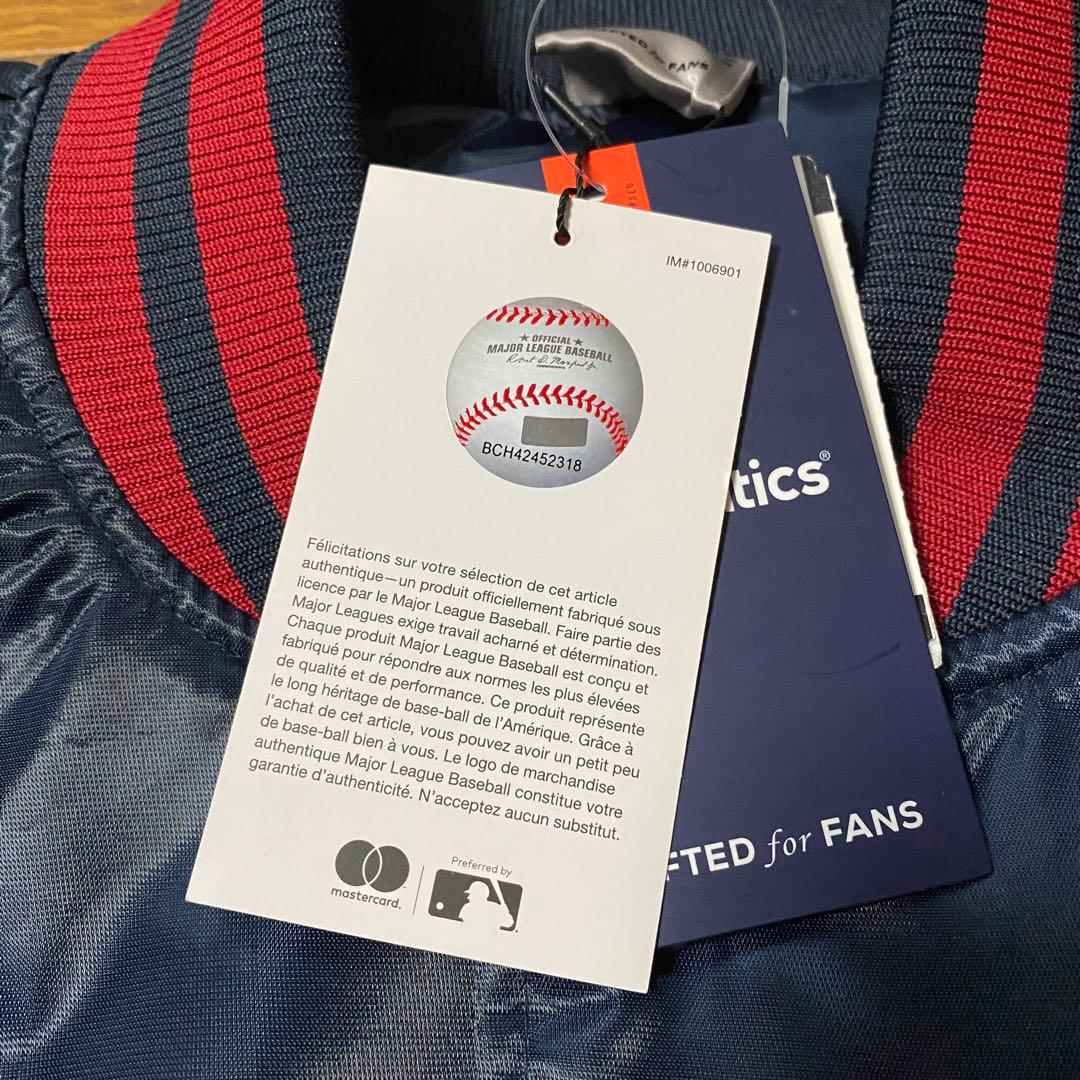 FTED for FANS
IM#1006901
OFFICIAL
MAJOR LEAGUE BASEBALL
BCH42452318
tics®
Félicitations sur votre sélection de cet article
authentique—un produit officiellement fabriqué sous
licence par le Major League Baseball. Faire partie des
Major Leagues exige travail acharné et détermination.
Chaque produit Major League Baseball est conçu et
fabriqué pour répondre aux normes les plus élevées
de qualité et de performance. Ce produit représente
le long héritage de base-ball de l'Amérique. Grâce à
l'achat de cet article, vous pouvez avoir un petit peu
de base-ball bien à vous. Le logo de marchandise
authentique Major League Baseball constitue votre
garantie d'authenticité. N'acceptez aucun substitut.
FTED for FANS
mastercard.
Preferred by